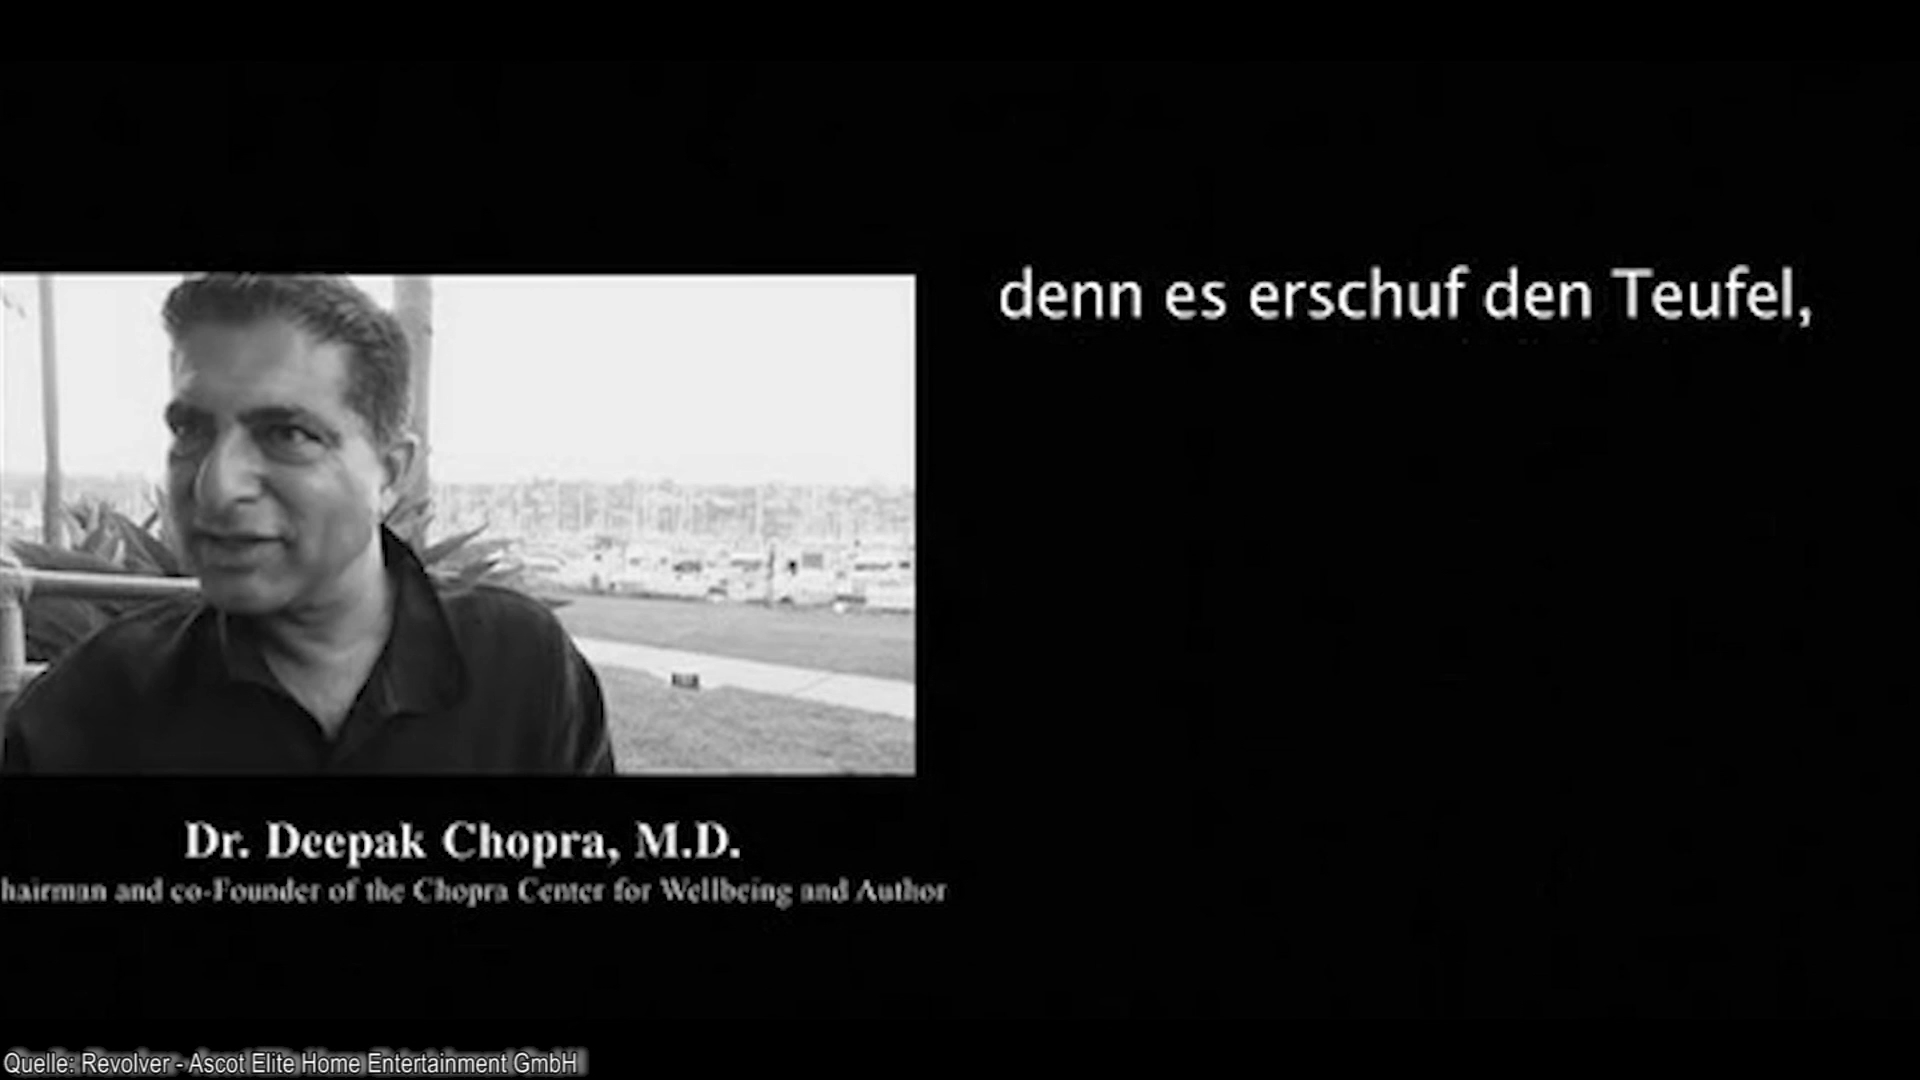 denn es erschuf den Teufel,
Dr. Deepak Chopra, M.D.
hairman and co-Founder of the Chopra Center for Wellbeing and Author
Quelle: Revolver - Ascot Elite Home Entertainment GmbH